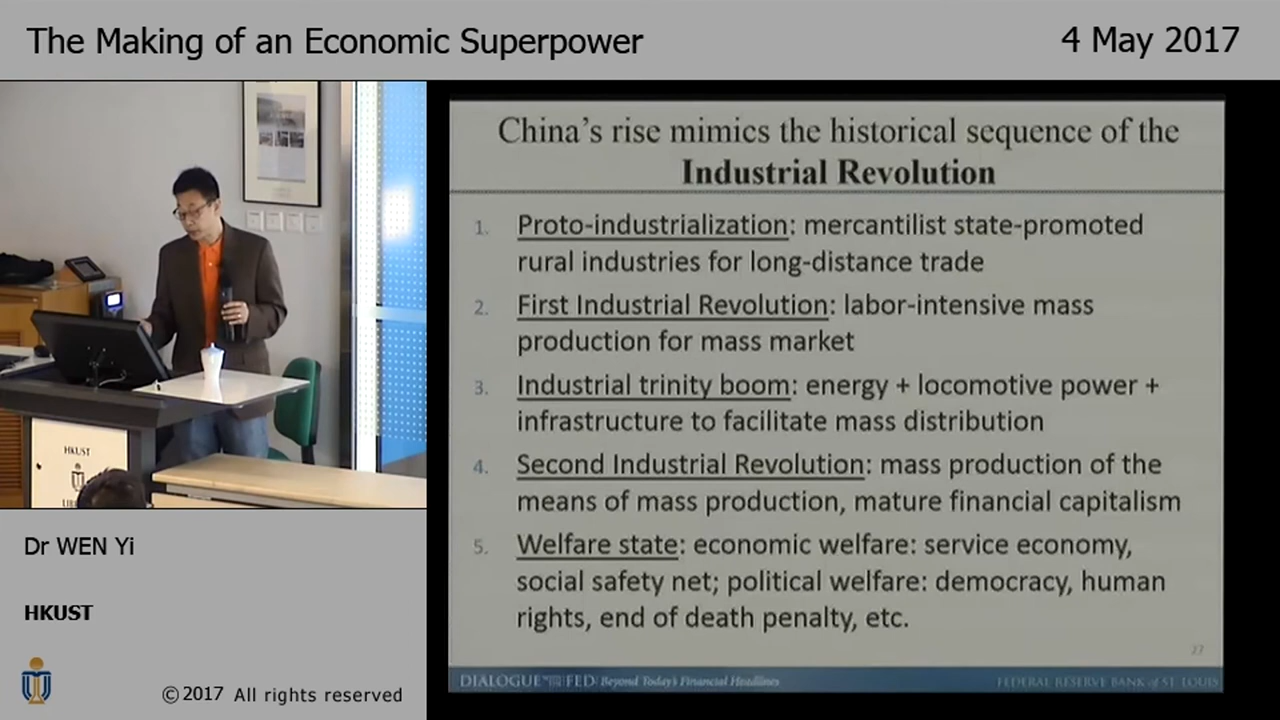 The Making of an Economic Superpower
4 May 2017
China's rise mimics the historical sequence of the
Industrial Revolution
1. Proto-industrialization: mercantilist state-promoted
rural industries for long-distance trade
2. First Industrial Revolution: labor-intensive mass
production for mass market
3. Industrial trinity boom: energy + locomotive power +
infrastructure to facilitate mass distribution
4. Second Industrial Revolution: mass production of the
means of mass production, mature financial capitalism
5. Welfare state: economic welfare: service economy,
social safety net; political welfare: democracy, human
rights, end of death penalty, etc.
27
DIALOGUE WITH THE FED: Beyond Today's Financial Headlines
FEDERAL RESERVE BANK of ST. LOUIS
HKUST
Dr WEN Yi
HKUST
©2017 All rights reserved